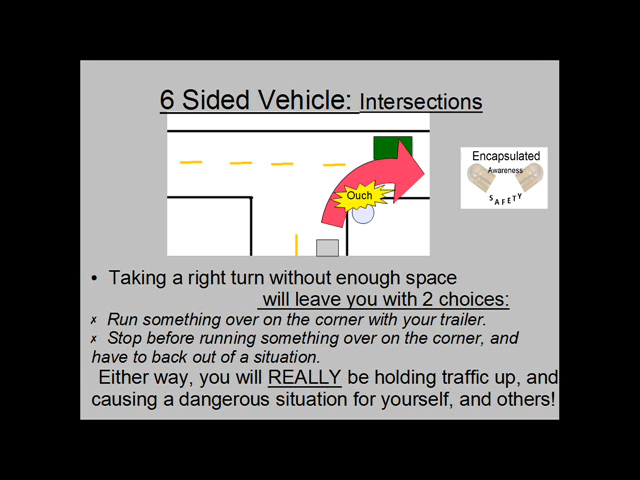 6 Sided Vehicle: Intersections
Ouch
Encapsulated
Awareness
SAFETY
• Taking a right turn without enough space
will leave you with 2 choices:
✗ Run something over on the corner with your trailer.
✗ Stop before running something over on the corner, and
have to back out of a situation.
Either way, you will REALLY be holding traffic up, and
causing a dangerous situation for yourself, and others!